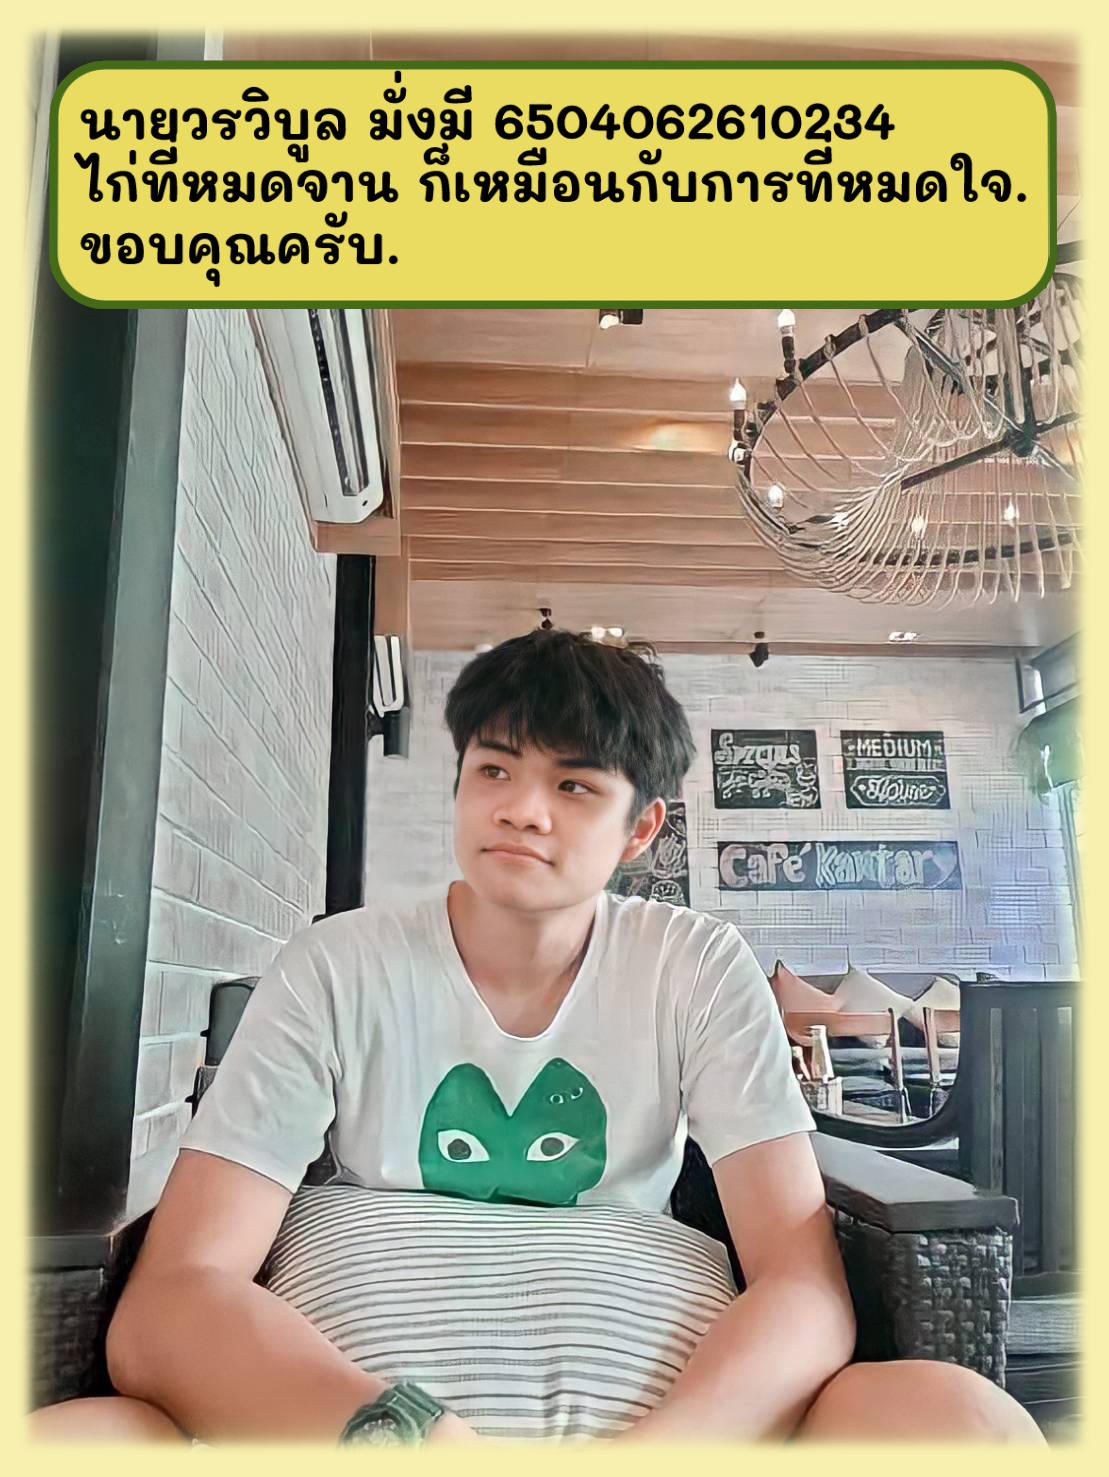 นายวรวิบูล มั่งมี 6504062610234
ไก่ที่หมดจาน ก็เหมือนกับการที่หมดใจ.
ขอบคุณครับ.
Specials
MEDIUM
House
Café Kantary